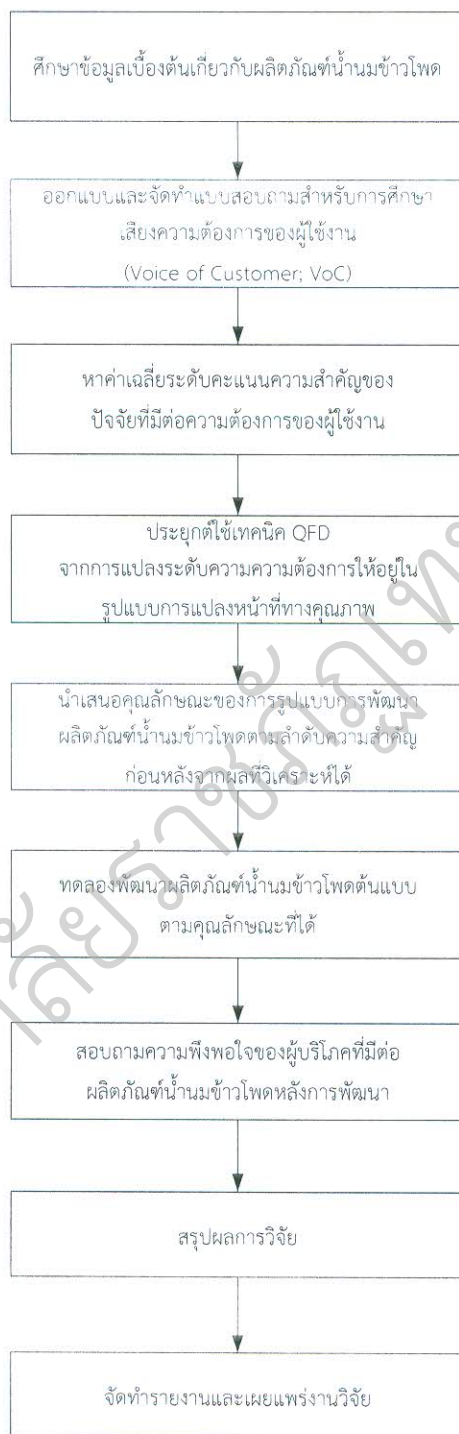 ศึกษาข้อมูลเบื้องต้นเกี่ยวกับผลิตภัณฑ์น้ำนมข้าวโพด
ออกแบบและจัดทำแบบสอบถามสำหรับการศึกษา
เสียงความต้องการของผู้ใช้งาน
(Voice of Customer; VoC)
หาค่าเฉลี่ยระดับคะแนนความสำคัญของ
ปัจจัยที่มีต่อความต้องการของผู้ใช้งาน
ประยุกต์ใช้เทคนิค QFD
จากการแปลงระดับความความต้องการให้อยู่ใน
รูปแบบการแปลงหน้าที่ทางคุณภาพ
นำเสนอคุณลักษณะของการรูปแบบการพัฒนา
ผลิตภัณฑ์น้ำนมข้าวโพดตามลำดับความสำคัญ
ก่อนหลังจากผลที่วิเคราะห์ได้
ทดลองพัฒนาผลิตภัณฑ์น้ำนมข้าวโพดต้นแบบ
ตามคุณลักษณะที่ได้
สอบถามความพึงพอใจของผู้บริโภคที่มีต่อ
ผลิตภัณฑ์น้ำนมข้าวโพดหลังการพัฒนา
สรุปผลการวิจัย
จัดทำรายงานและเผยแพร่งานวิจัย